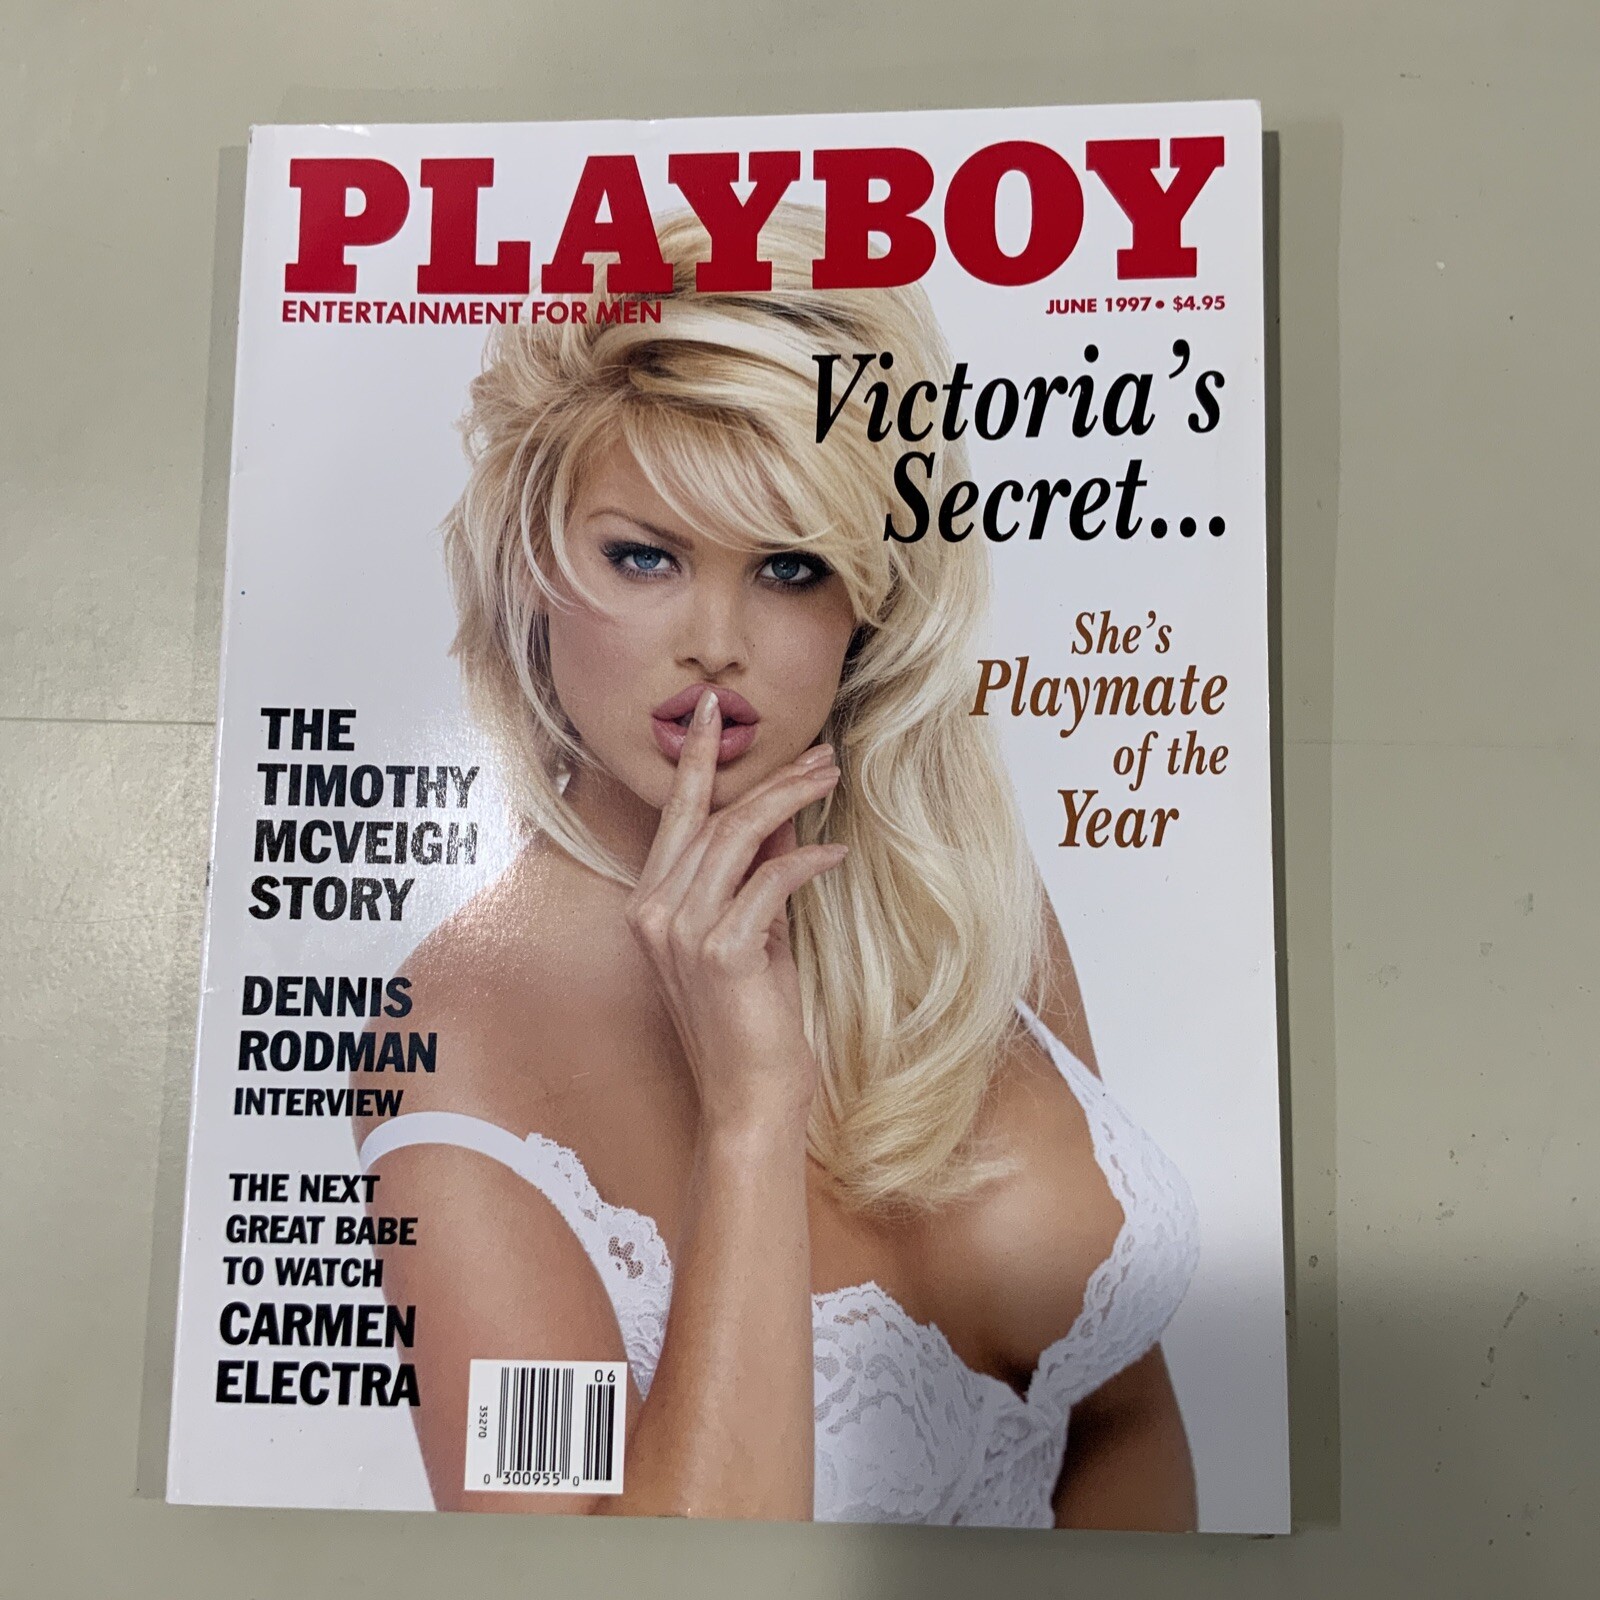 PLAYBOY
ENTERTAINMENT FOR MEN
JUNE 1997 • $4.95
Victoria's
Secret...
She's
Playmate
of the
Year
THE
TIMOTHY
MCVEIGH
STORY
DENNIS
RODMAN
INTERVIEW
THE NEXT
GREAT BABE
TO WATCH
CARMEN
ELECTRA
06
35270
0 300955 0